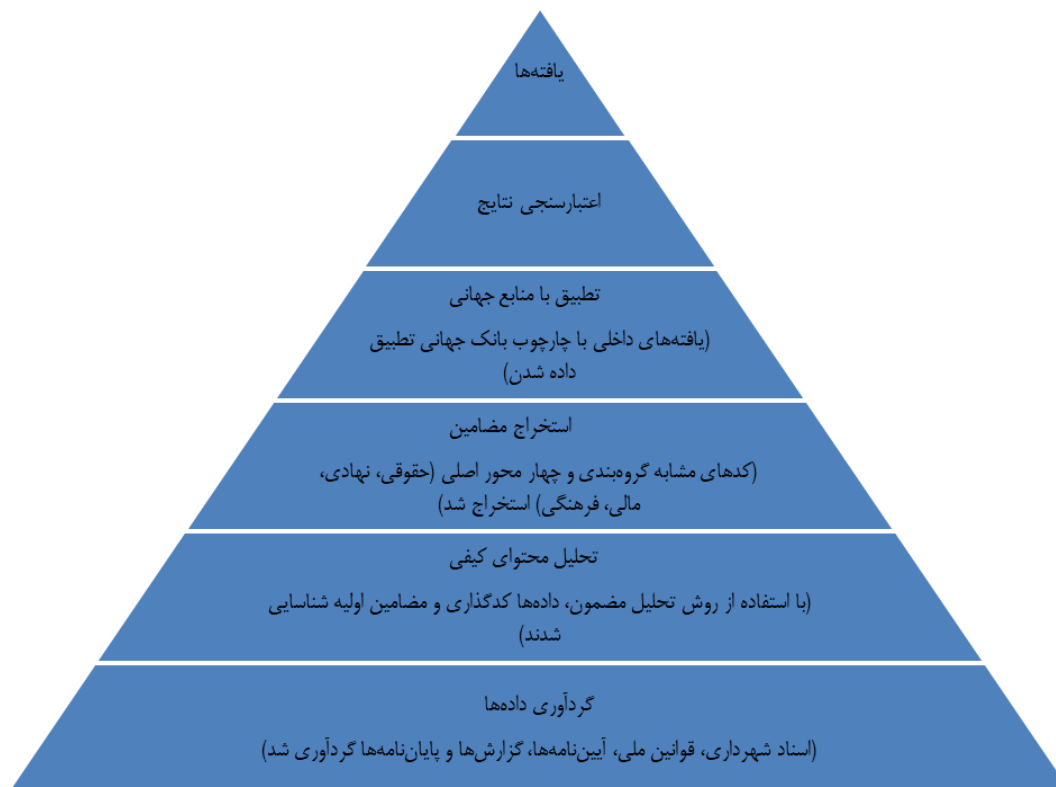 یافته‌ها
اعتبارسنجی نتایج
تطبیق با منابع جهانی
(یافته‌های داخلی با چارچوب بانک جهانی تطبیق
داده شدن)
استخراج مضامین
(کدهای مشابه گروه‌بندی و چهار محور اصلی (حقوقی، نهادی،
مالی، فرهنگی) استخراج شد)
تحلیل محتوای کیفی
(با استفاده از روش تحلیل مضمون، داده‌ها کدگذاری و مضامین اولیه شناسایی
شدند)
گردآوری داده‌ها
(اسناد شهرداری، قوانین ملی، آیین‌نامه‌ها، گزارش‌ها و پایان‌نامه‌ها گردآوری شد)